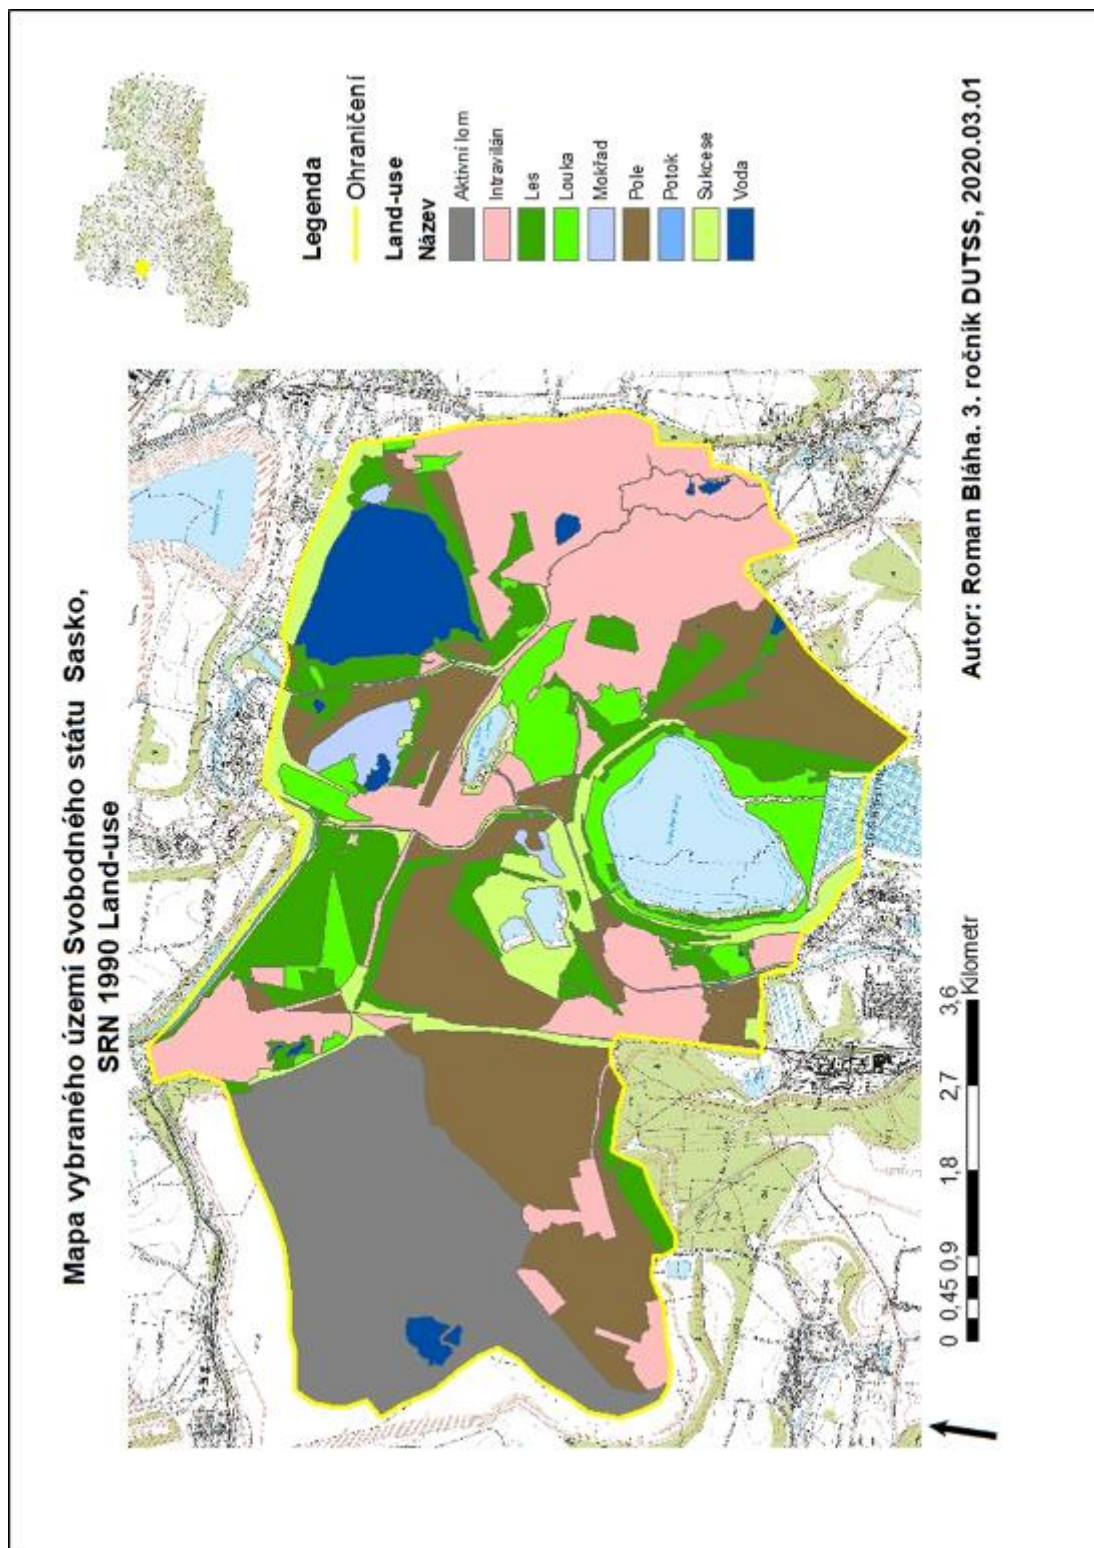 Mapa vybraného území Svobodného státu Sasko,
SRN 1990 Land-use
Legenda
Ohraničení
Land-use
Název
Aktivní lom
Intravilán
Les
Louka
Mokřad
Pole
Potok
Sukcese
Voda
0 0,45 0,9 1,8 2,7 3,6
Kilometr
Autor: Roman Bláha. 3. ročník DUTSS, 2020.03.01